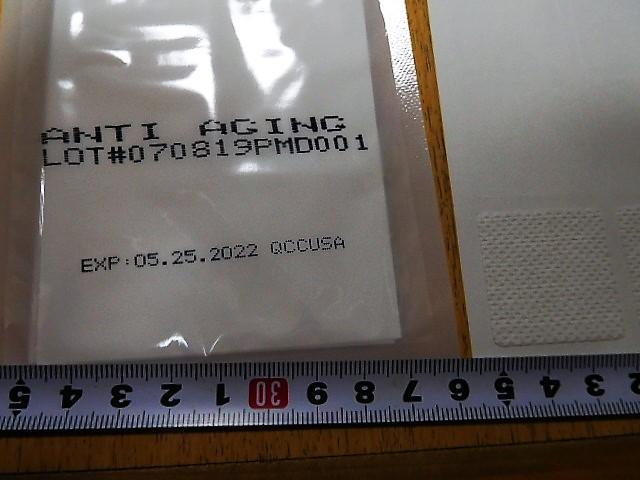 ANTI AGING
LOT#070819PMD001
EXP:05.25.2022 QCCUSA
5 4 3 2 1 30 9 8 7 6 5 4 3 2